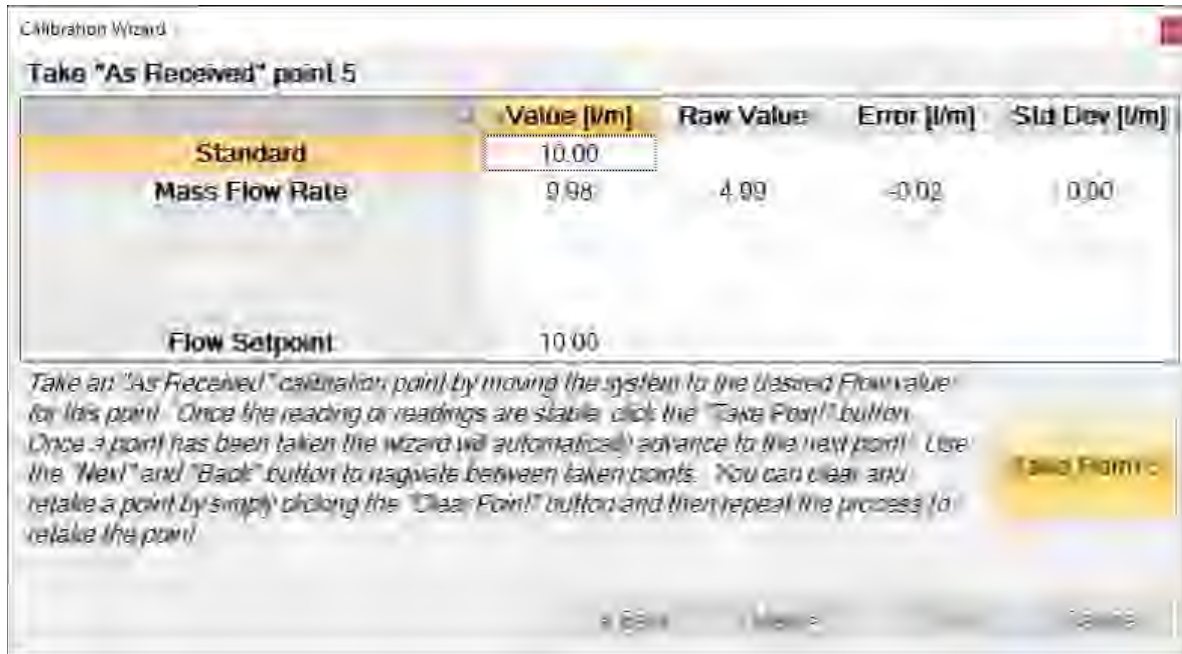 Calibration Wizard
Take "As Received" point 5
Value [l/m] Raw Value Error [l/m] Std Dev [l/m]
Standard 10.00
Mass Flow Rate 9.98 4.99 -0.02 0.00
Flow Setpoint 10.00
Take an "As Received" calibration point by moving the system to the desired Flow value
for this point. Once the reading or readings are stable, click the "Take Point" button.
Once a point has been taken the wizard will automatically advance to the next point. Use
the "Next" and "Back" button to nagivate between taken points. You can clear and
retake a point by simply clicking the "Clear Point" button and then repeat the process to
retake the point.
Take Point
< Back